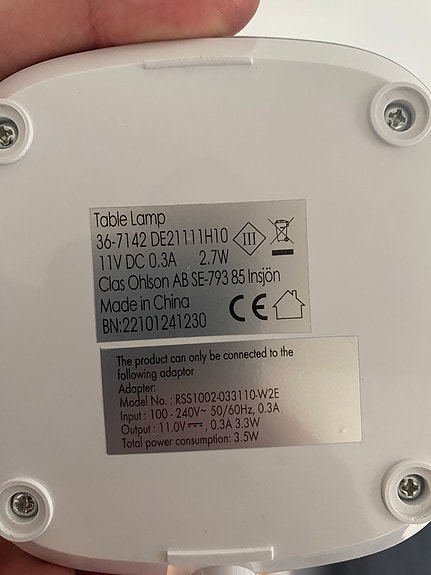 Table Lamp
36-7142 DE21111H10
11V DC 0.3A 2.7W
Clas Ohlson AB SE-793 85 Insjön
Made in China
BN:22101241230
III
CE
The product can only be connected to the
following adaptor
Adapter:
Model No. : RSS1002-033110-W2E
Input : 100 - 240V~ 50/60Hz, 0.3A
Output : 11.0V⎓, 0.3A 3.3W
Total power consumption: 3.5W